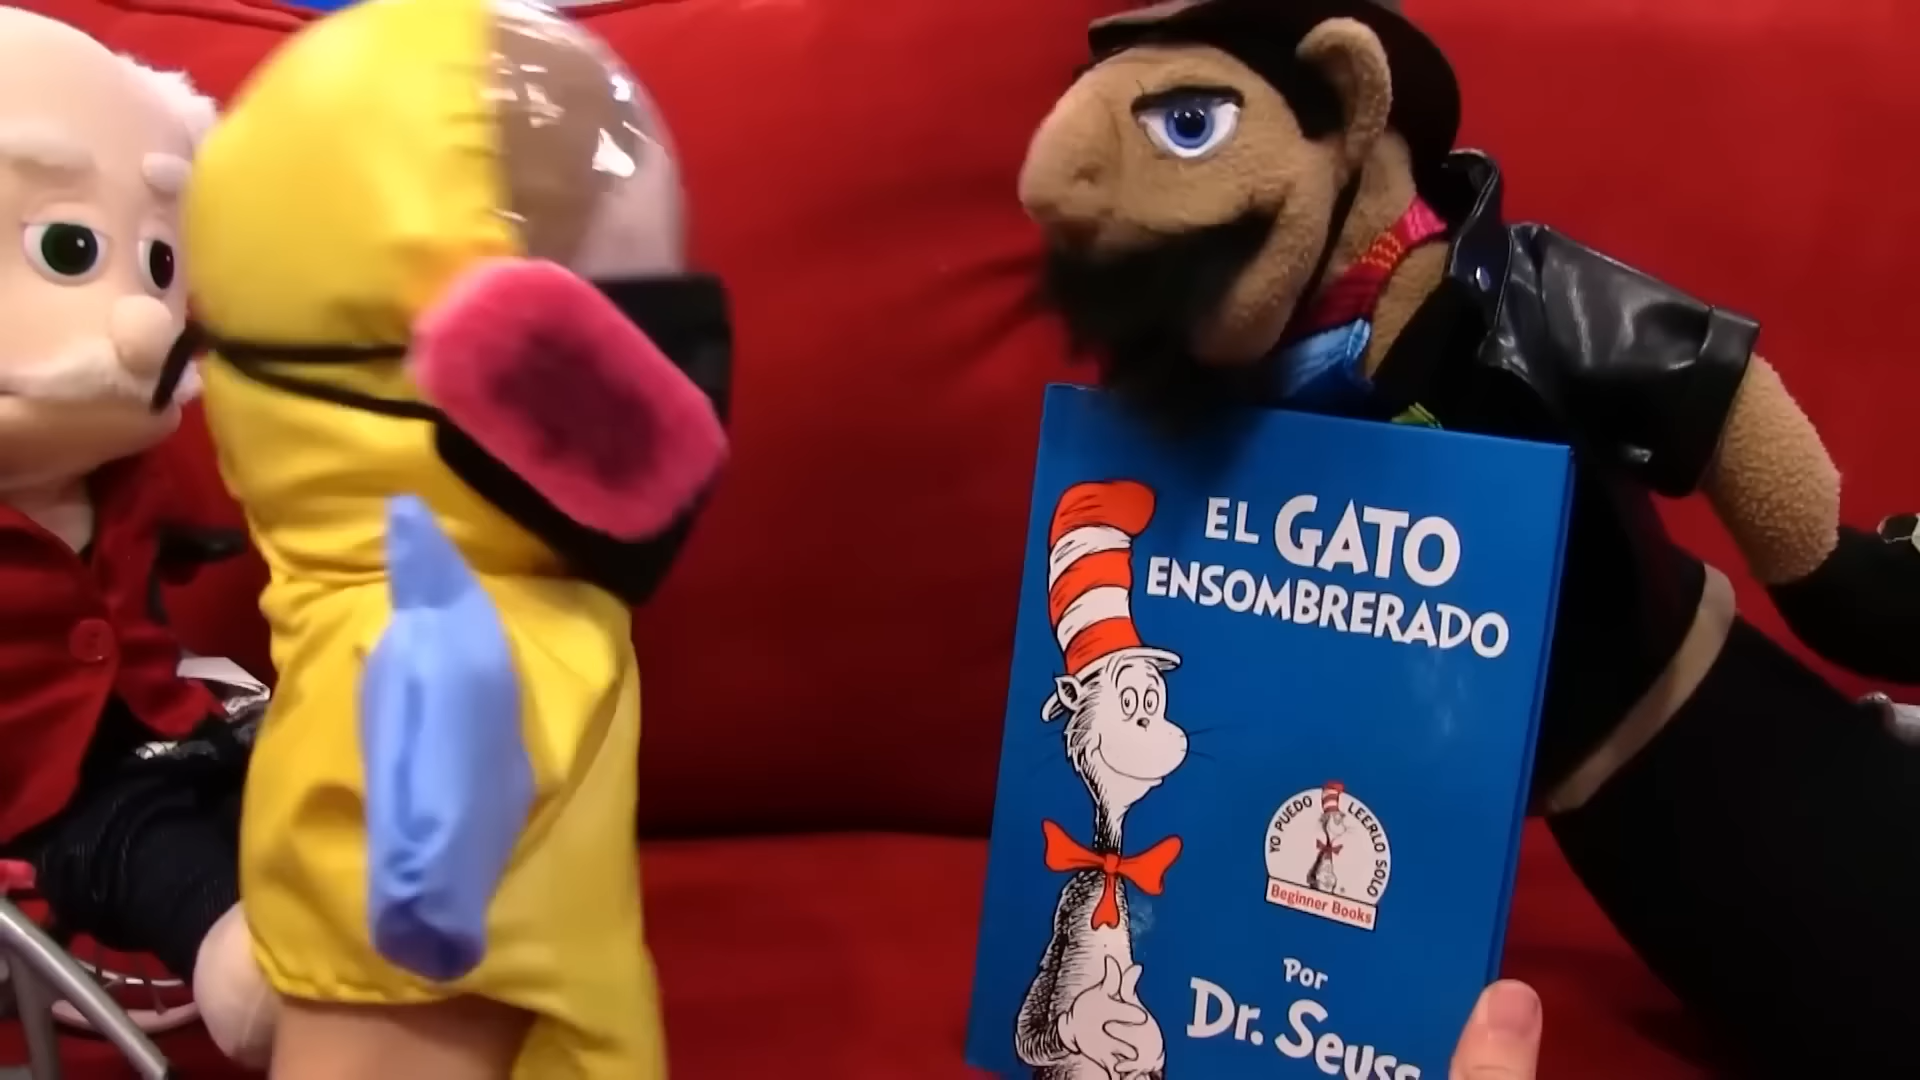 EL GATO
ENSOMBRERADO
YO PUEDO LEERLO SOLO
Beginner Books
Por
Dr. Seuss